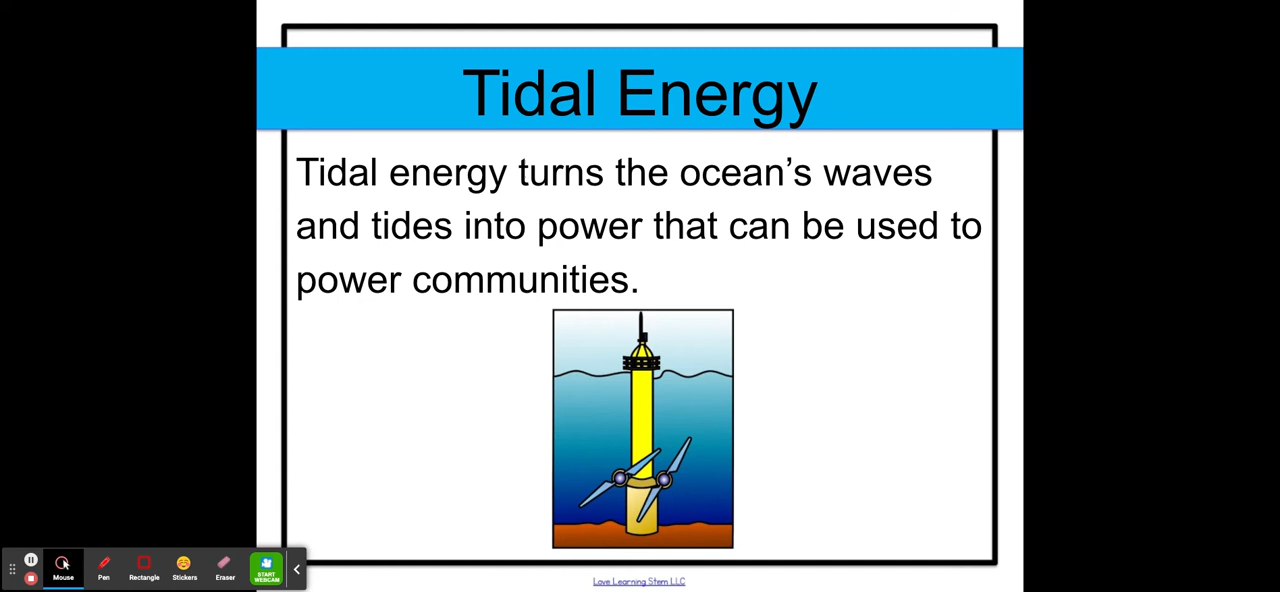 Tidal Energy
Tidal energy turns the ocean’s waves
and tides into power that can be used to
power communities.
Love Learning Stem LLC
Mouse
Pen
Rectangle
Stickers
Eraser
START
WEBCAM